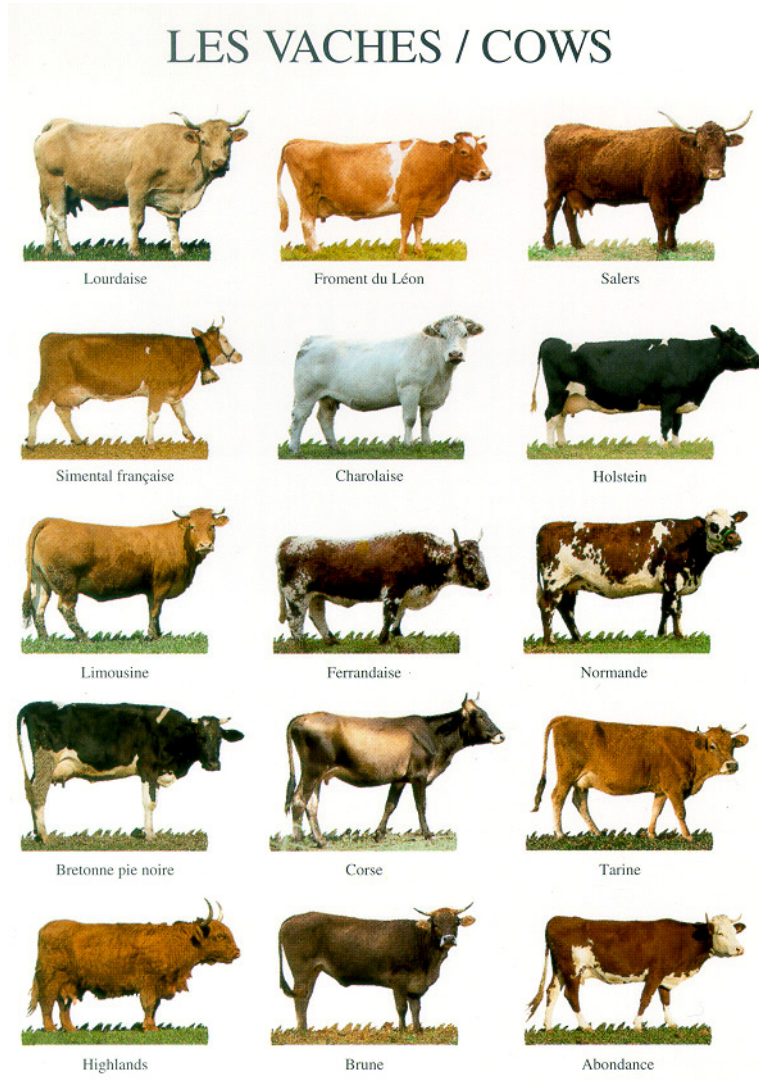 LES VACHES / COWS
Lourdaise
Froment du Léon
Salers
Simental française
Charolaise
Holstein
Limousine
Ferrandaise
Normande
Bretonne pie noire
Corse
Tarine
Highlands
Brune
Abondance